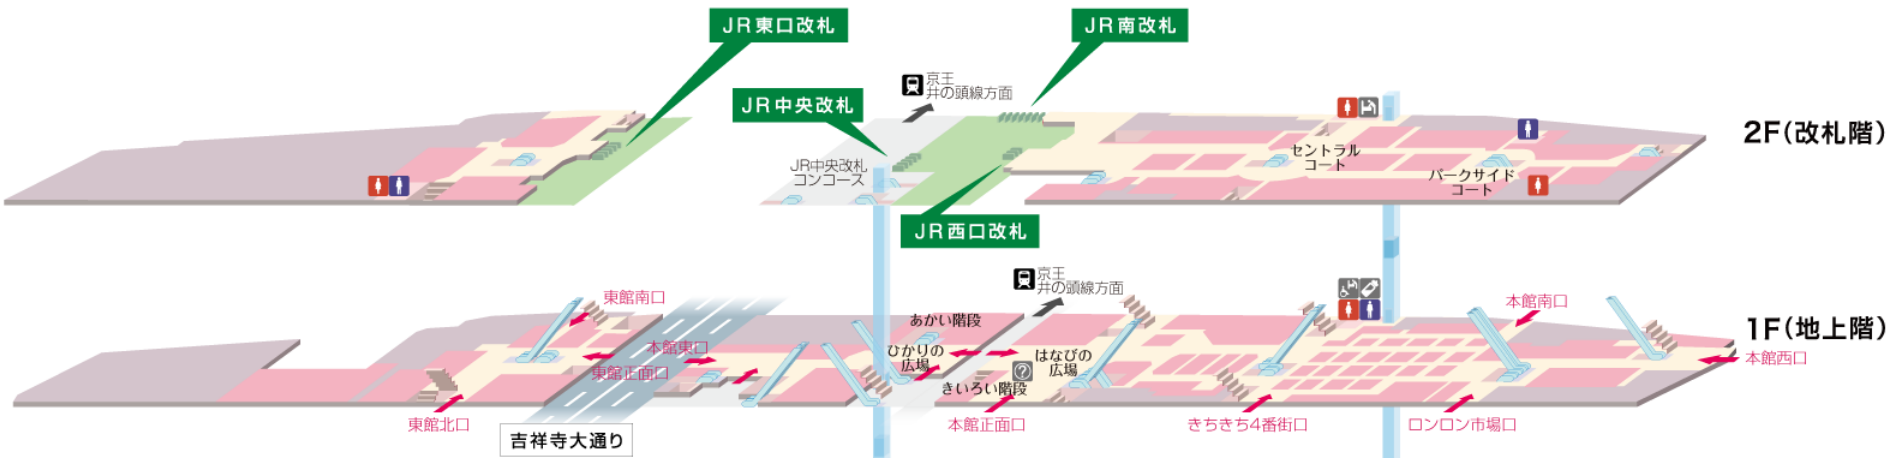 JR東口改札
JR南改札
京王
井の頭線方面
JR中央改札
JR中央改札
コンコース
セントラル
コート
パークサイド
コート
2F(改札階)
JR西口改札
京王
井の頭線方面
東館南口
本館南口
あかい階段
1F(地上階)
本館東口
ひかりの
広場
はなびの
広場
本館西口
東館正面口
?
きいろい階段
東館北口
本館正面口
きちきち4番街口
ロンロン市場口
吉祥寺大通り